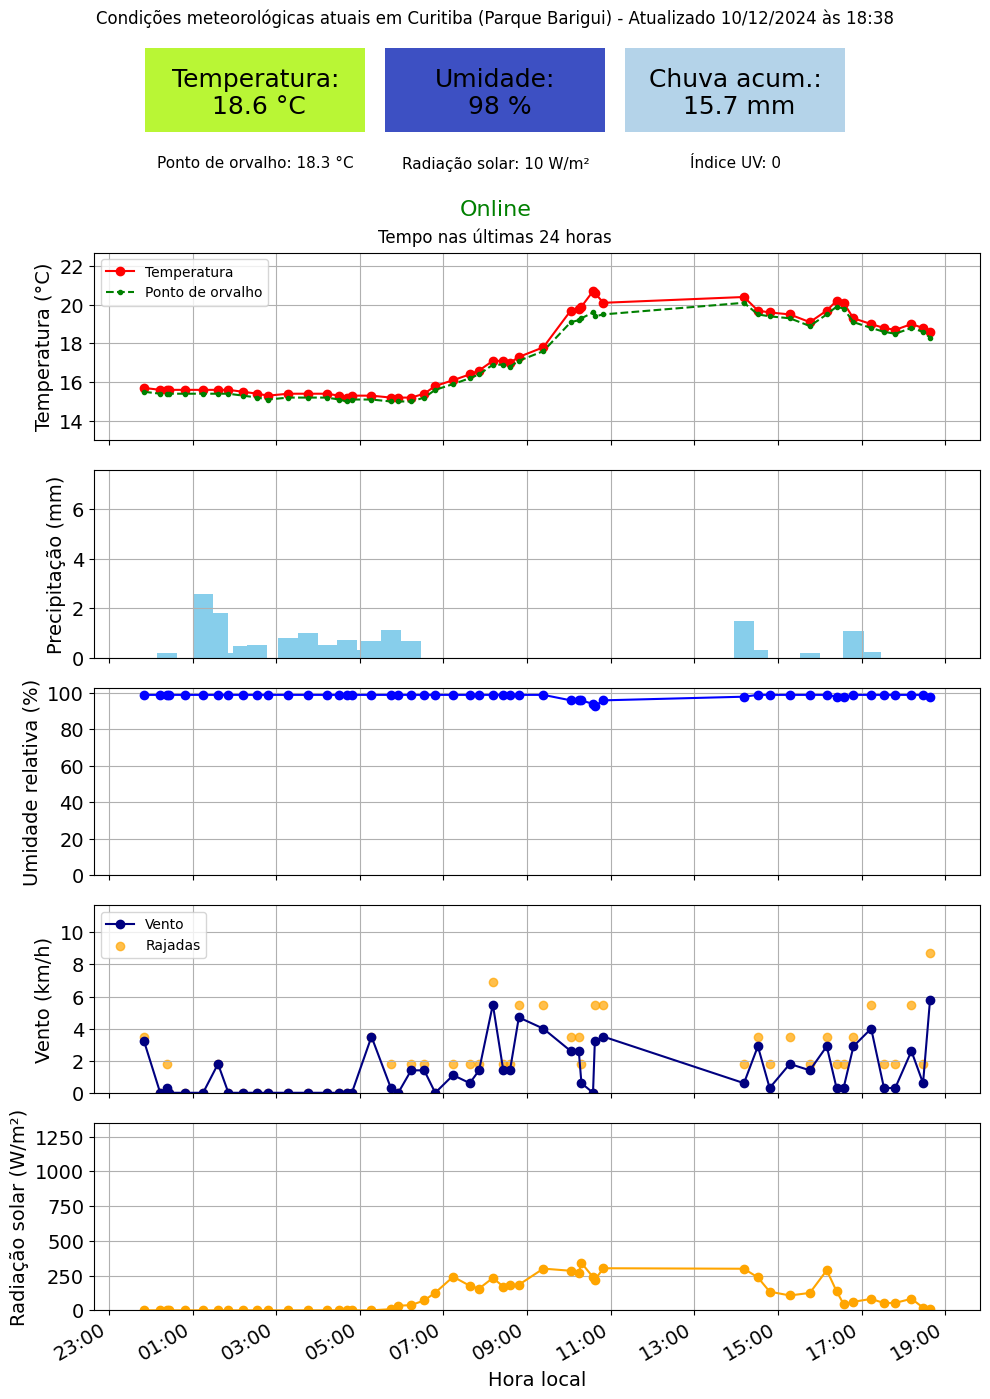 Condições meteorológicas atuais em Curitiba (Parque Barigui) - Atualizado 10/12/2024 às 18:38
Temperatura:
18.6 °C
Umidade:
98 %
Chuva acum.:
15.7 mm
Ponto de orvalho: 18.3 °C
Radiação solar: 10 W/m²
Índice UV: 0
Online
Tempo nas últimas 24 horas
Temperatura (°C)
22
20
18
16
14
Temperatura
Ponto de orvalho
Precipitação (mm)
6
4
2
0
Umidade relativa (%)
100
80
60
40
20
0
Vento (km/h)
10
8
6
4
2
0
Vento
Rajadas
Radiação solar (W/m²)
1250
1000
750
500
250
0
23:00
01:00
03:00
05:00
07:00
09:00
11:00
13:00
15:00
17:00
19:00
Hora local